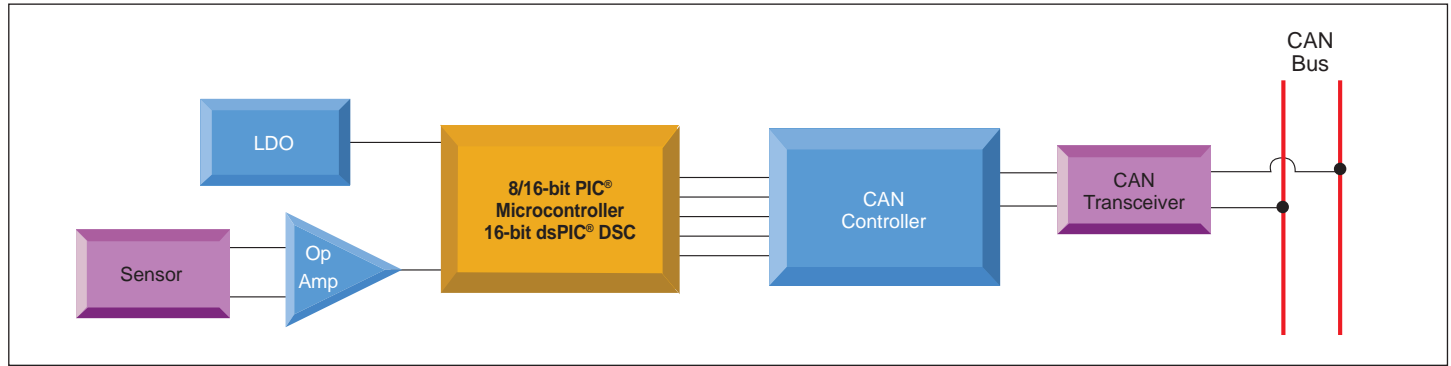 CAN
Bus
LDO
8/16-bit PIC®
Microcontroller
16-bit dsPIC® DSC
CAN
Controller
CAN
Transceiver
Sensor
Op
Amp